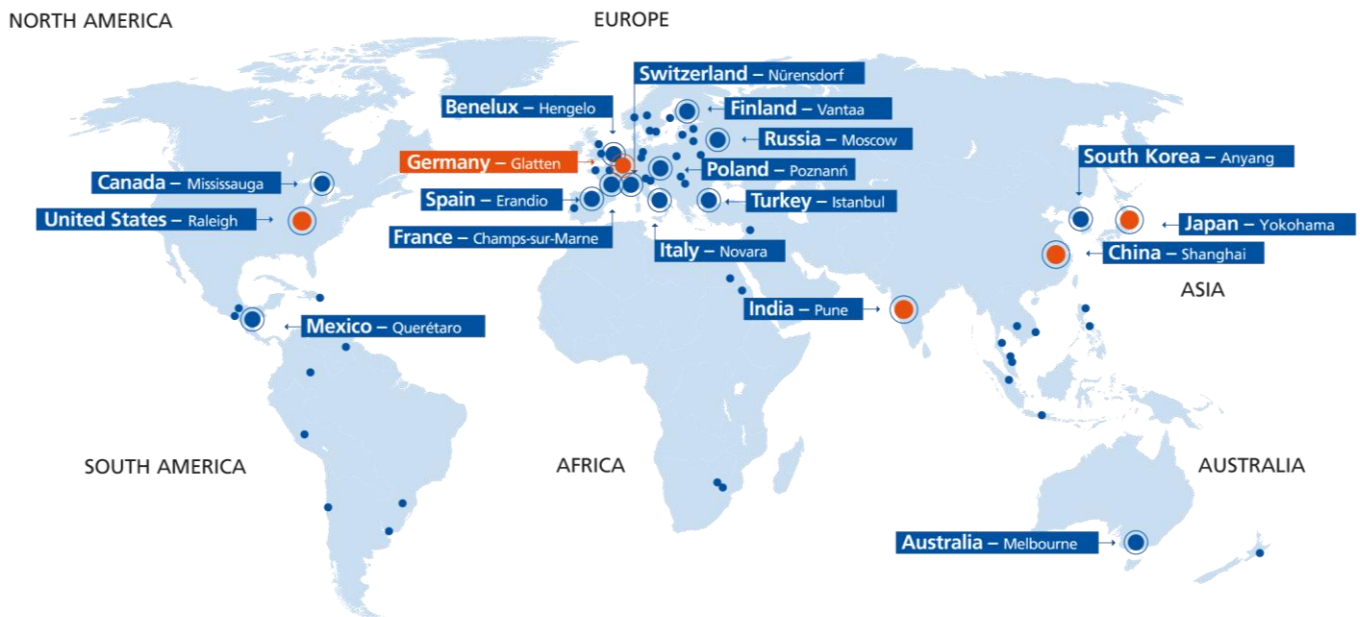 NORTH AMERICA
EUROPE
Switzerland – Nürensdorf
Benelux – Hengelo
Finland – Vantaa
Russia – Moscow
Germany – Glatten
South Korea – Anyang
Poland – Poznanń
Canada – Mississauga
Spain – Erandio
Turkey – Istanbul
United States – Raleigh
Japan – Yokohama
France – Champs-sur-Marne
Italy – Novara
China – Shanghai
ASIA
India – Pune
Mexico – Querétaro
SOUTH AMERICA
AFRICA
AUSTRALIA
Australia – Melbourne